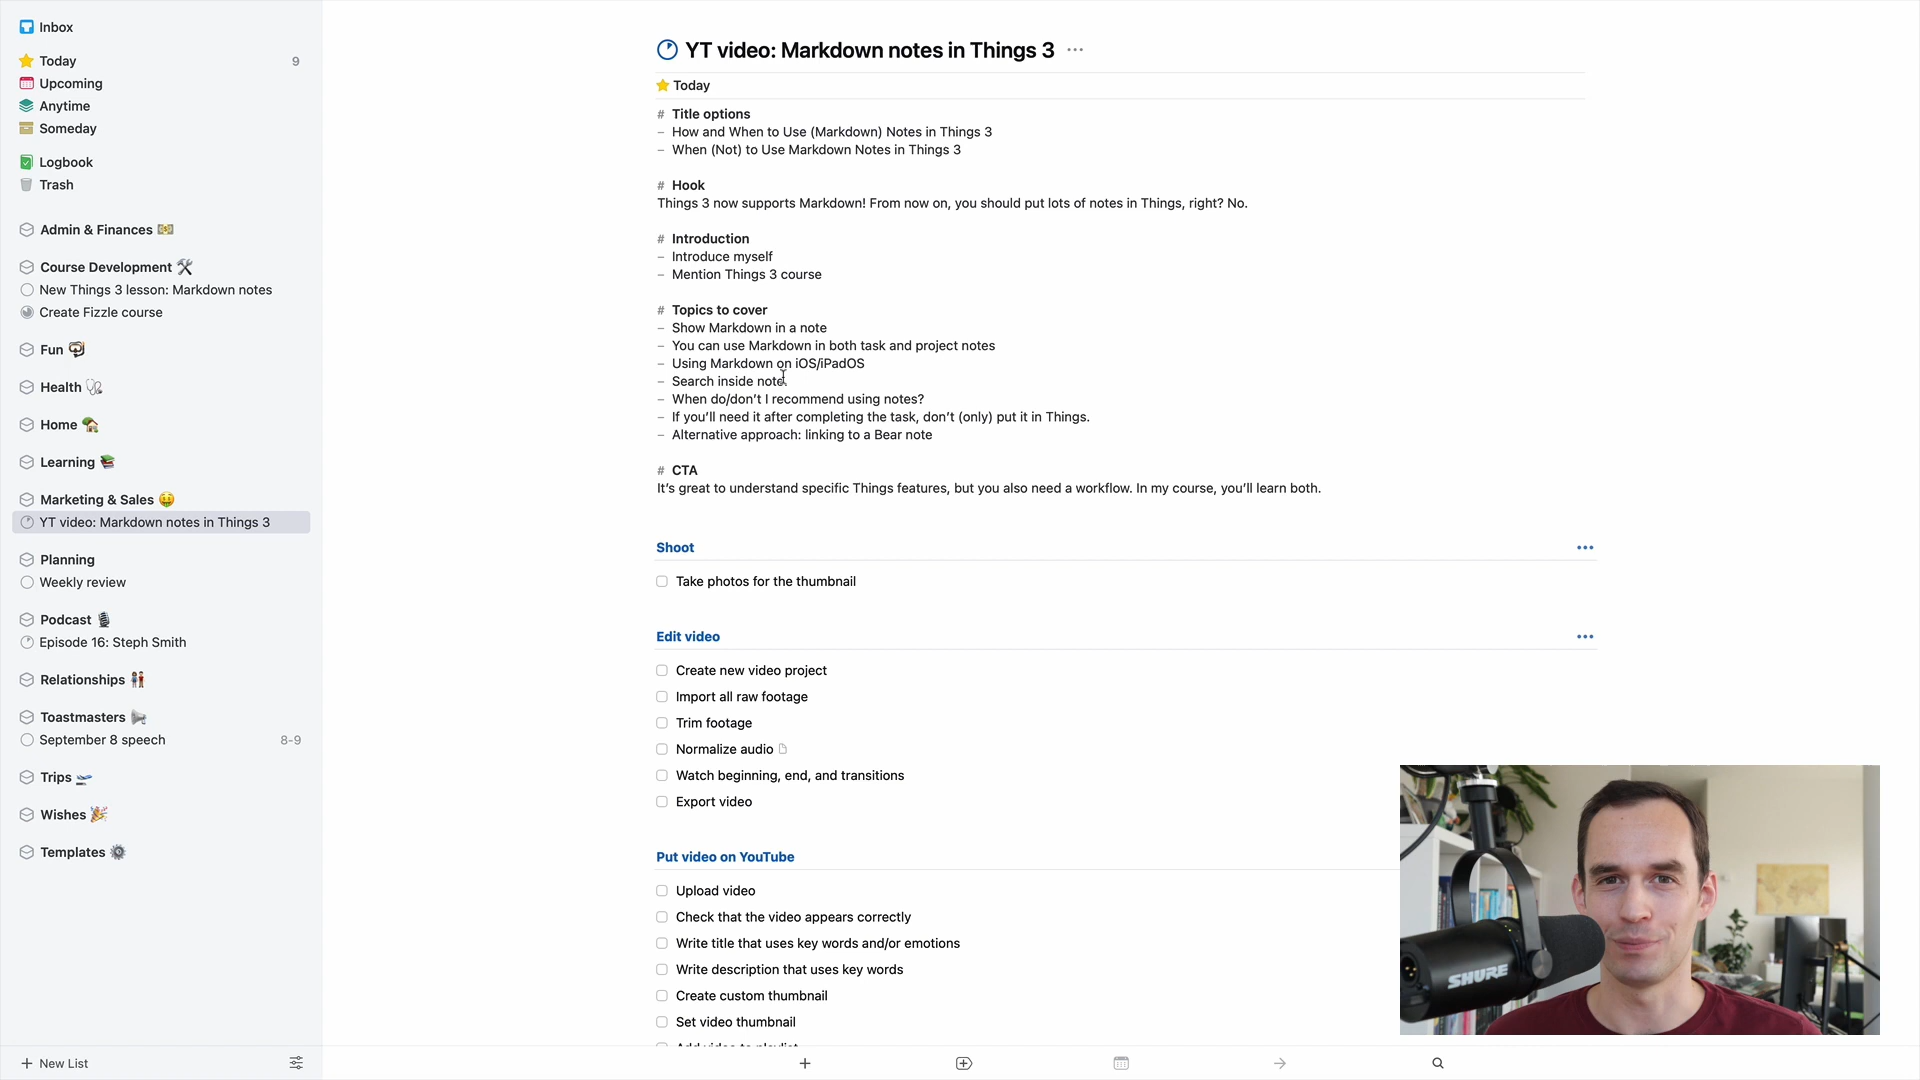 Inbox
Today 9
Upcoming
Anytime
Someday
Logbook
Trash
Admin & Finances
Course Development
New Things 3 lesson: Markdown notes
Create Fizzle course
Fun
Health
Home
Learning
Marketing & Sales
YT video: Markdown notes in Things 3
Planning
Weekly review
Podcast
Episode 16: Steph Smith
Relationships
Toastmasters
September 8 speech 8-9
Trips
Wishes
Templates
New List
YT video: Markdown notes in Things 3
Today
# Title options
– How and When to Use (Markdown) Notes in Things 3
– When (Not) to Use Markdown Notes in Things 3
# Hook
Things 3 now supports Markdown! From now on, you should put lots of notes in Things, right? No.
# Introduction
– Introduce myself
– Mention Things 3 course
# Topics to cover
– Show Markdown in a note
– You can use Markdown in both task and project notes
– Using Markdown on iOS/iPadOS
– Search inside note.
– When do/don’t I recommend using notes?
– If you’ll need it after completing the task, don’t (only) put it in Things.
– Alternative approach: linking to a Bear note
# CTA
It’s great to understand specific Things features, but you also need a workflow. In my course, you’ll learn both.
Shoot
Take photos for the thumbnail
Edit video
Create new video project
Import all raw footage
Trim footage
Normalize audio
Watch beginning, end, and transitions
Export video
Put video on YouTube
Upload video
Check that the video appears correctly
Write title that uses key words and/or emotions
Write description that uses key words
Create custom thumbnail
Set video thumbnail
Add video to playlist
SHURE